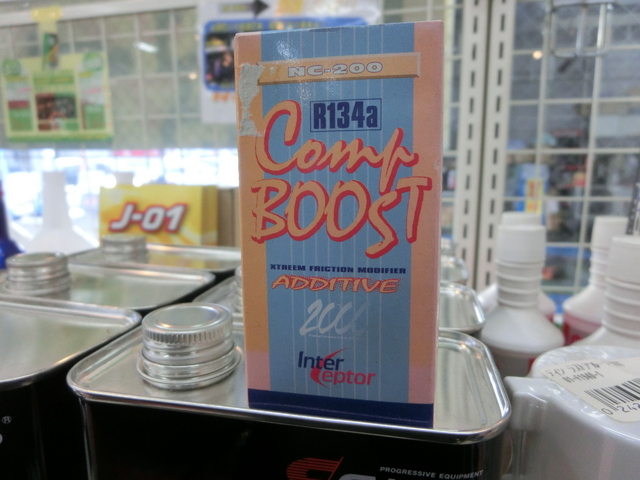 NC-200
R134a
Comp
BOOST
XTREEM FRICTION MODIFIER
ADDITIVE
2000
Inter
Ceptor
J-01
PROGRESSIVE EQUIPMENT